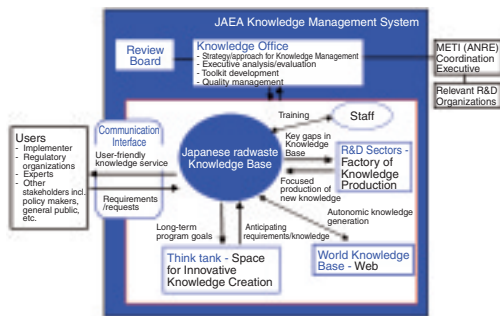 JAEA Knowledge Management System
Review
Board
Knowledge Office
- Strategy/approach for Knowledge Management
- Executive analysis/evaluation
- Toolkit development
- Quality management
METI (ANRE)
Coordination
Executive
Relevant R&D
Organizations
Training
Staff
Users
- Implementer
- Regulatory
organizations
- Experts
- Other
stakeholders incl.
policy makers,
general public,
etc.
Communication
Interface
User-friendly
knowledge service
Requirements/
requests
Japanese radwaste
Knowledge Base
Key gaps in
Knowledge
Base
R&D Sectors -
Factory of
Knowledge
Production
Focused
production of
new knowledge
Autonomic knowledge
generation
Long-term
program goals
Anticipating
requirements/knowledge
Think tank - Space
for Innovative
Knowledge Creation
World Knowledge
Base - Web